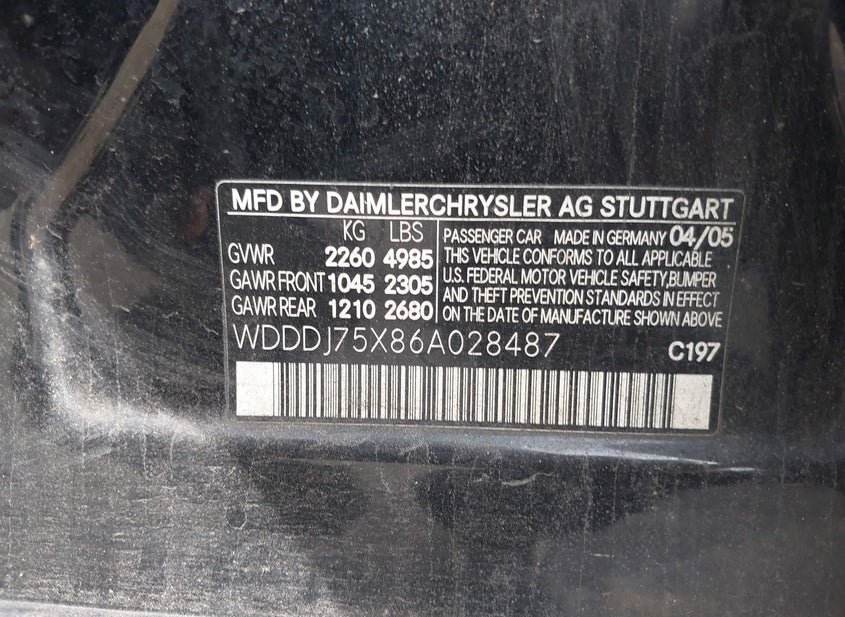 MFD BY DAIMLERCHRYSLER AG STUTTGART
KG LBS
GVWR 2260 4985
GAWR FRONT 1045 2305
GAWR REAR 1210 2680
PASSENGER CAR MADE IN GERMANY 04/05
THIS VEHICLE CONFORMS TO ALL APPLICABLE
U.S. FEDERAL MOTOR VEHICLE SAFETY,BUMPER
AND THEFT PREVENTION STANDARDS IN EFFECT
ON THE DATE OF MANUFACTURE SHOWN ABOVE
WDDDJ75X86A028487
C197